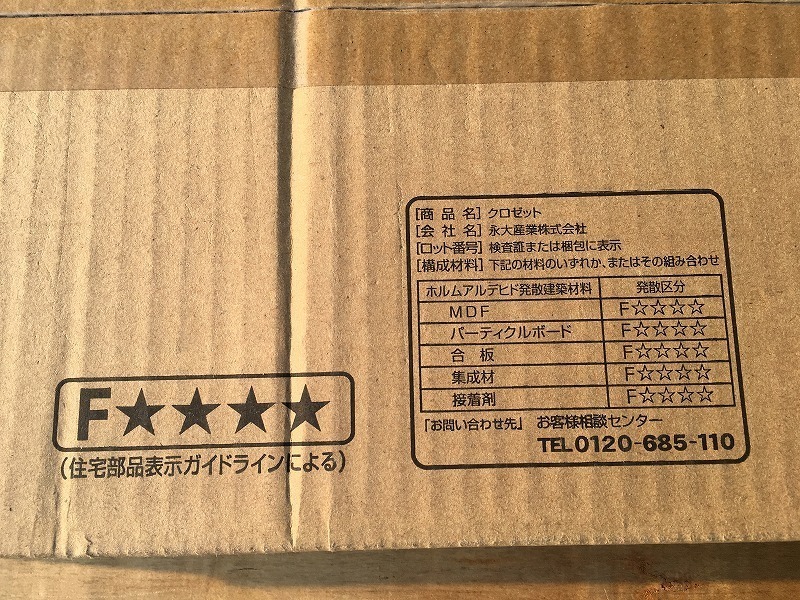 [商 品 名] クロゼット
[会 社 名] 永大産業株式会社
[ロット番号] 検査証または梱包に表示
[構成材料] 下記の材料のいずれか、またはその組み合わせ
ホルムアルデヒド発散建築材料 発散区分
MDF F☆☆☆☆
パーティクルボード F☆☆☆☆
合 板 F☆☆☆☆
集成材 F☆☆☆☆
接着剤 F☆☆☆☆
「お問い合わせ先」 お客様相談センター
TEL0120-685-110
F★★★★
(住宅部品表示ガイドラインによる)